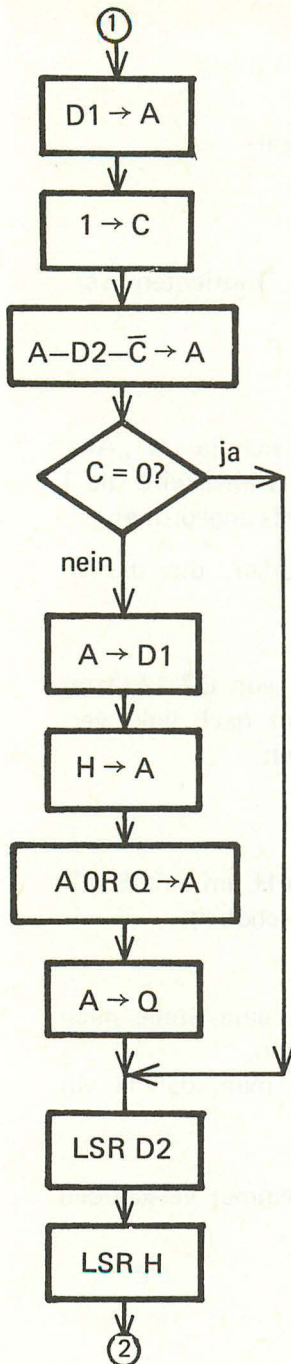 1
D1 → A
1 → C
A–D2–C̅ → A
C = 0?
ja
nein
A → D1
H → A
A 0R Q → A
A → Q
LSR D2
LSR H
2